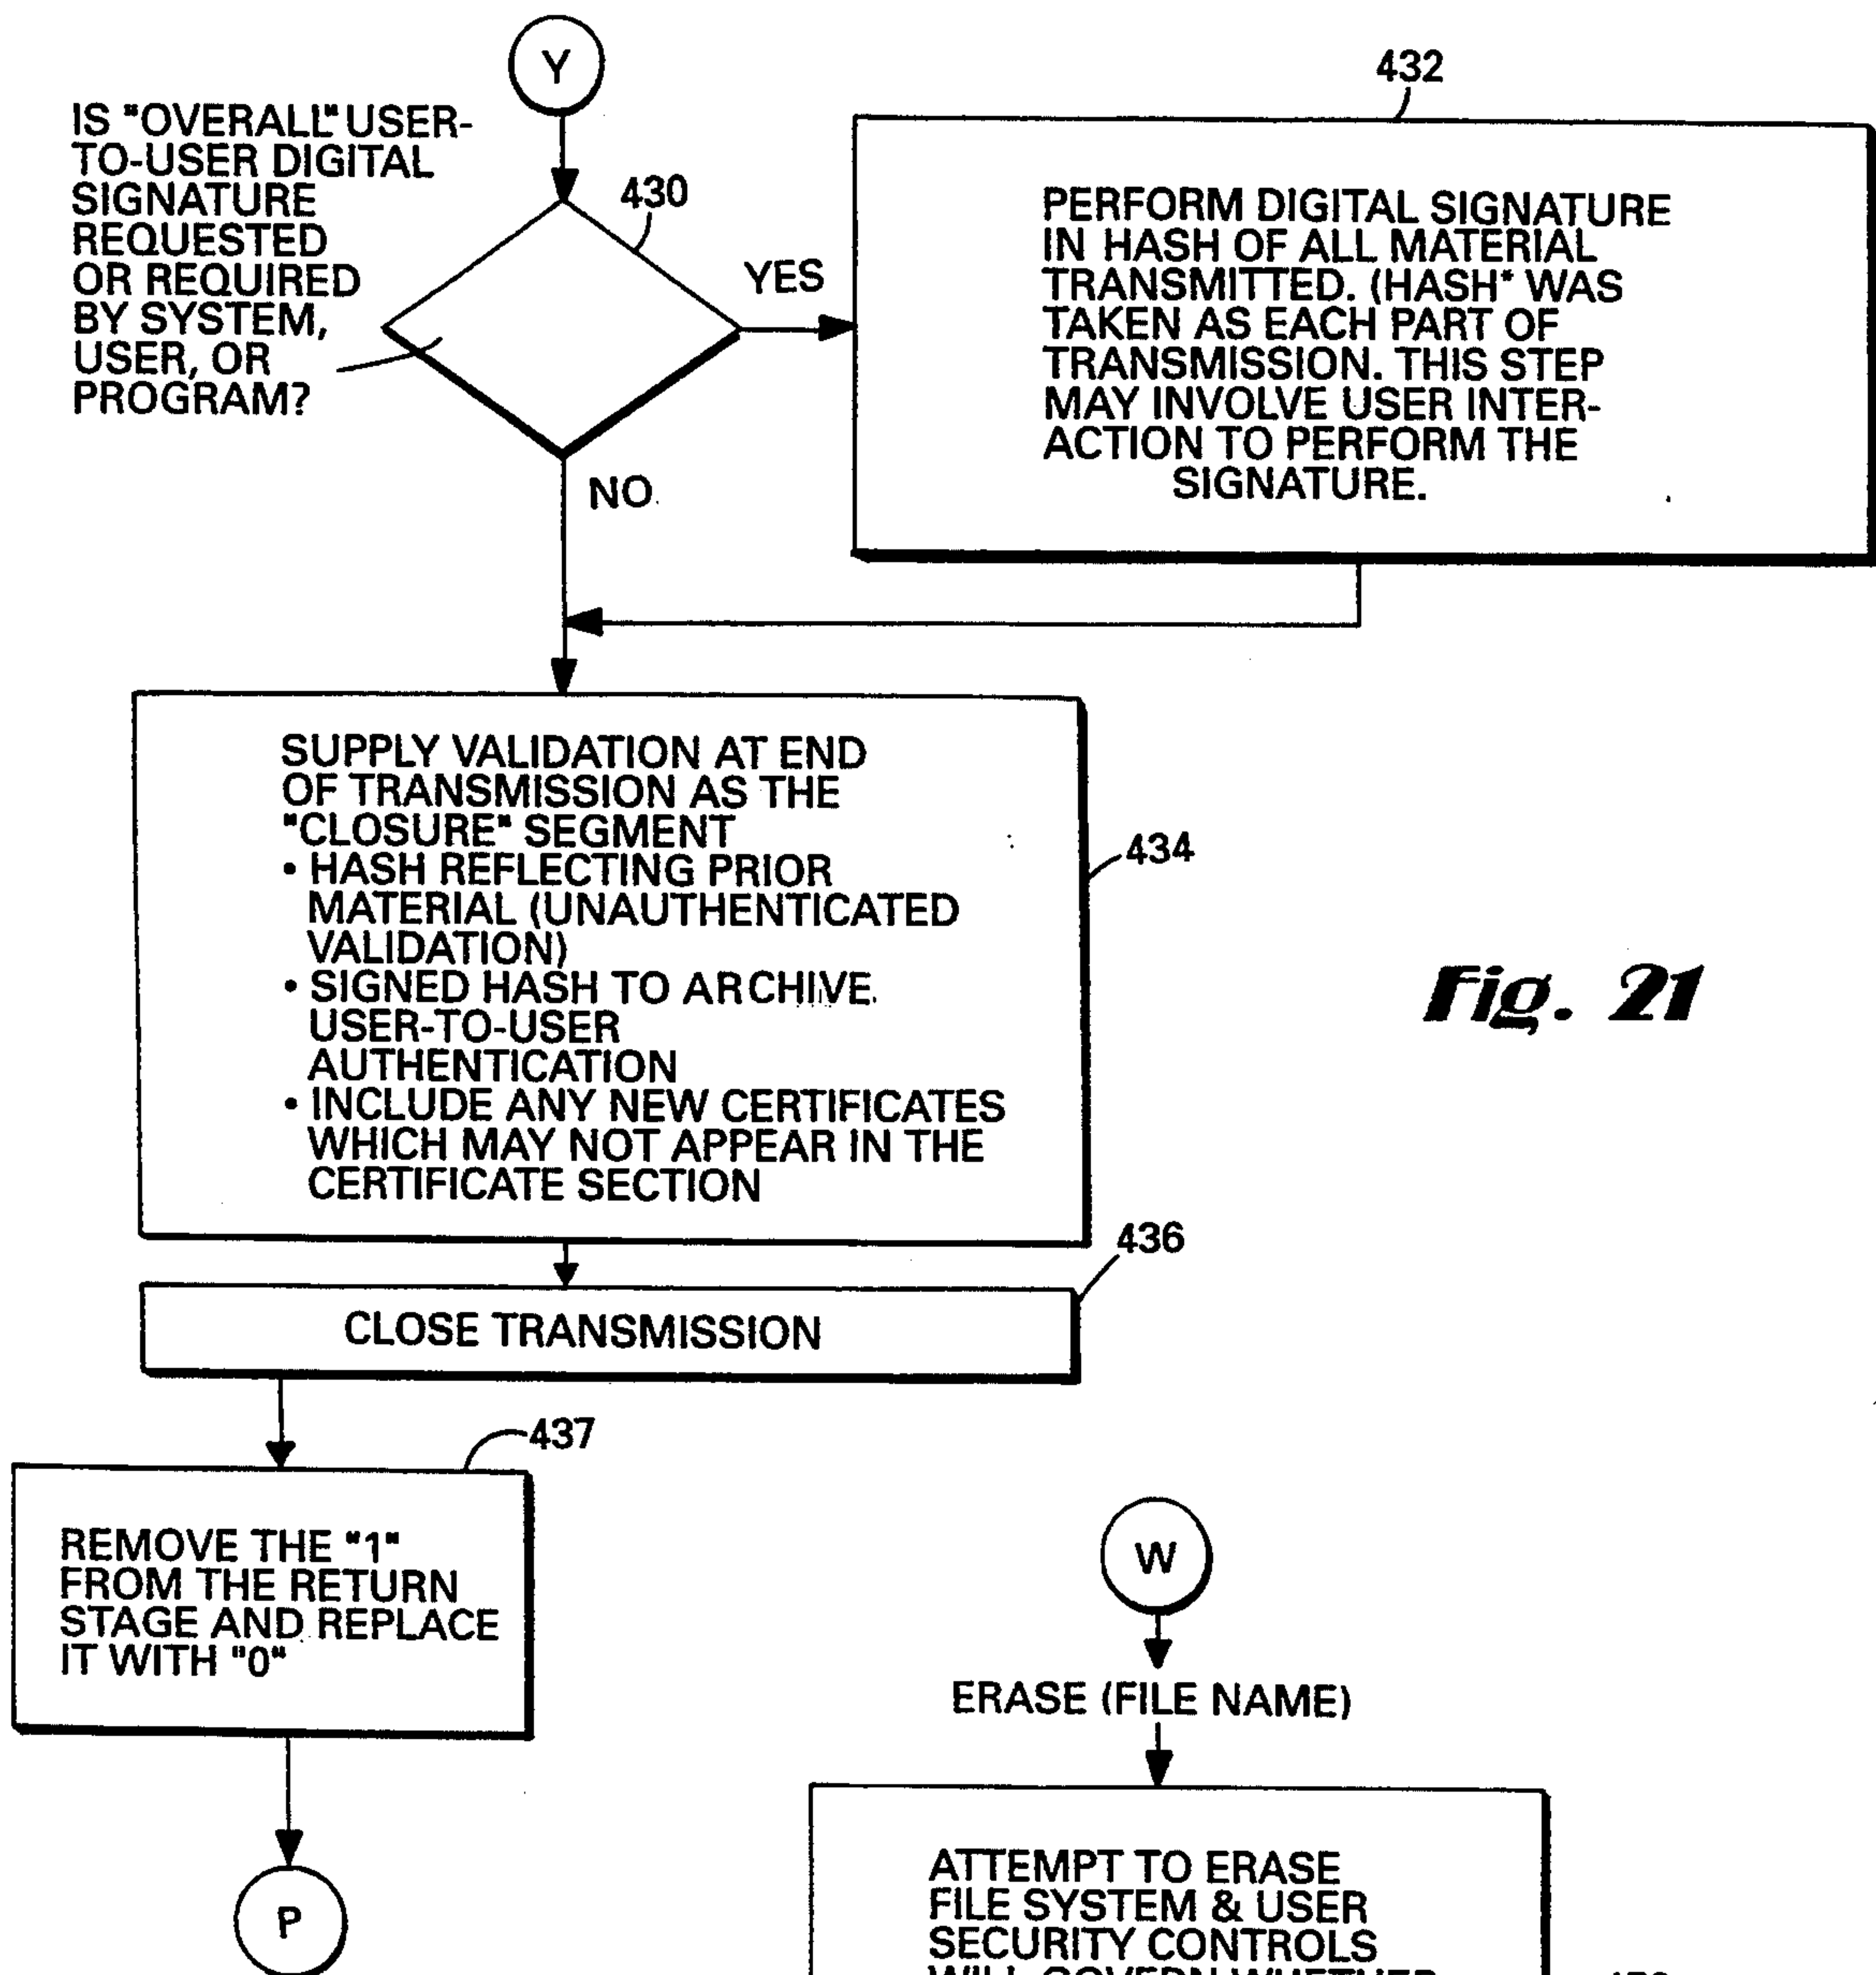 Y
IS "OVERALL" USER-
TO-USER DIGITAL
SIGNATURE
REQUESTED
OR REQUIRED
BY SYSTEM,
USER, OR
PROGRAM?
430
YES
NO
432
PERFORM DIGITAL SIGNATURE
IN HASH OF ALL MATERIAL
TRANSMITTED. (HASH" WAS
TAKEN AS EACH PART OF
TRANSMISSION. THIS STEP
MAY INVOLVE USER INTER-
ACTION TO PERFORM THE
SIGNATURE.
SUPPLY VALIDATION AT END
OF TRANSMISSION AS THE
"CLOSURE" SEGMENT
• HASH REFLECTING PRIOR
MATERIAL (UNAUTHENTICATED
VALIDATION)
• SIGNED HASH TO ARCHIVE
USER-TO-USER
AUTHENTICATION
• INCLUDE ANY NEW CERTIFICATES
WHICH MAY NOT APPEAR IN THE
CERTIFICATE SECTION
434
Fig. 21
436
CLOSE TRANSMISSION
437
REMOVE THE "1"
FROM THE RETURN
STAGE AND REPLACE
IT WITH "0"
P
W
ERASE (FILE NAME)
ATTEMPT TO ERASE
FILE SYSTEM & USER
SECURITY CONTROLS
WILL GOVERN WHETHER